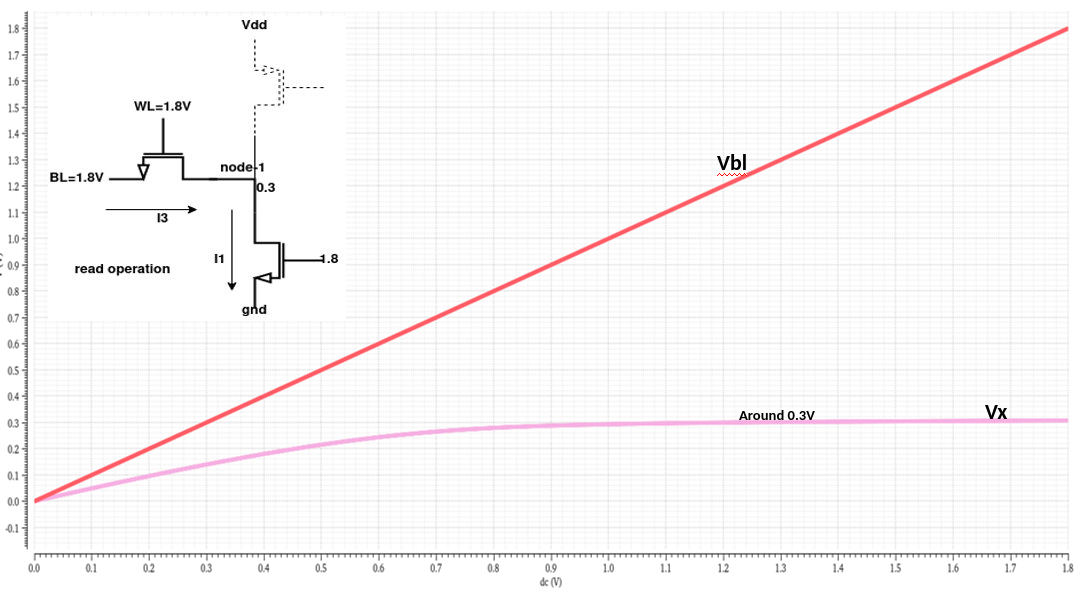 Vdd
WL=1.8V
BL=1.8V
node-1
0.3
I3
I1
1.8
read operation
gnd
Vbl
Around 0.3V
Vx
1.8
1.7
1.6
1.5
1.4
1.3
1.2
1.1
1.0
0.9
0.8
0.7
0.6
0.5
0.4
0.3
0.2
0.1
0.0
-0.1
0.0 0.1 0.2 0.3 0.4 0.5 0.6 0.7 0.8 0.9 1.0 1.1 1.2 1.3 1.4 1.5 1.6 1.7 1.8
dc (V)